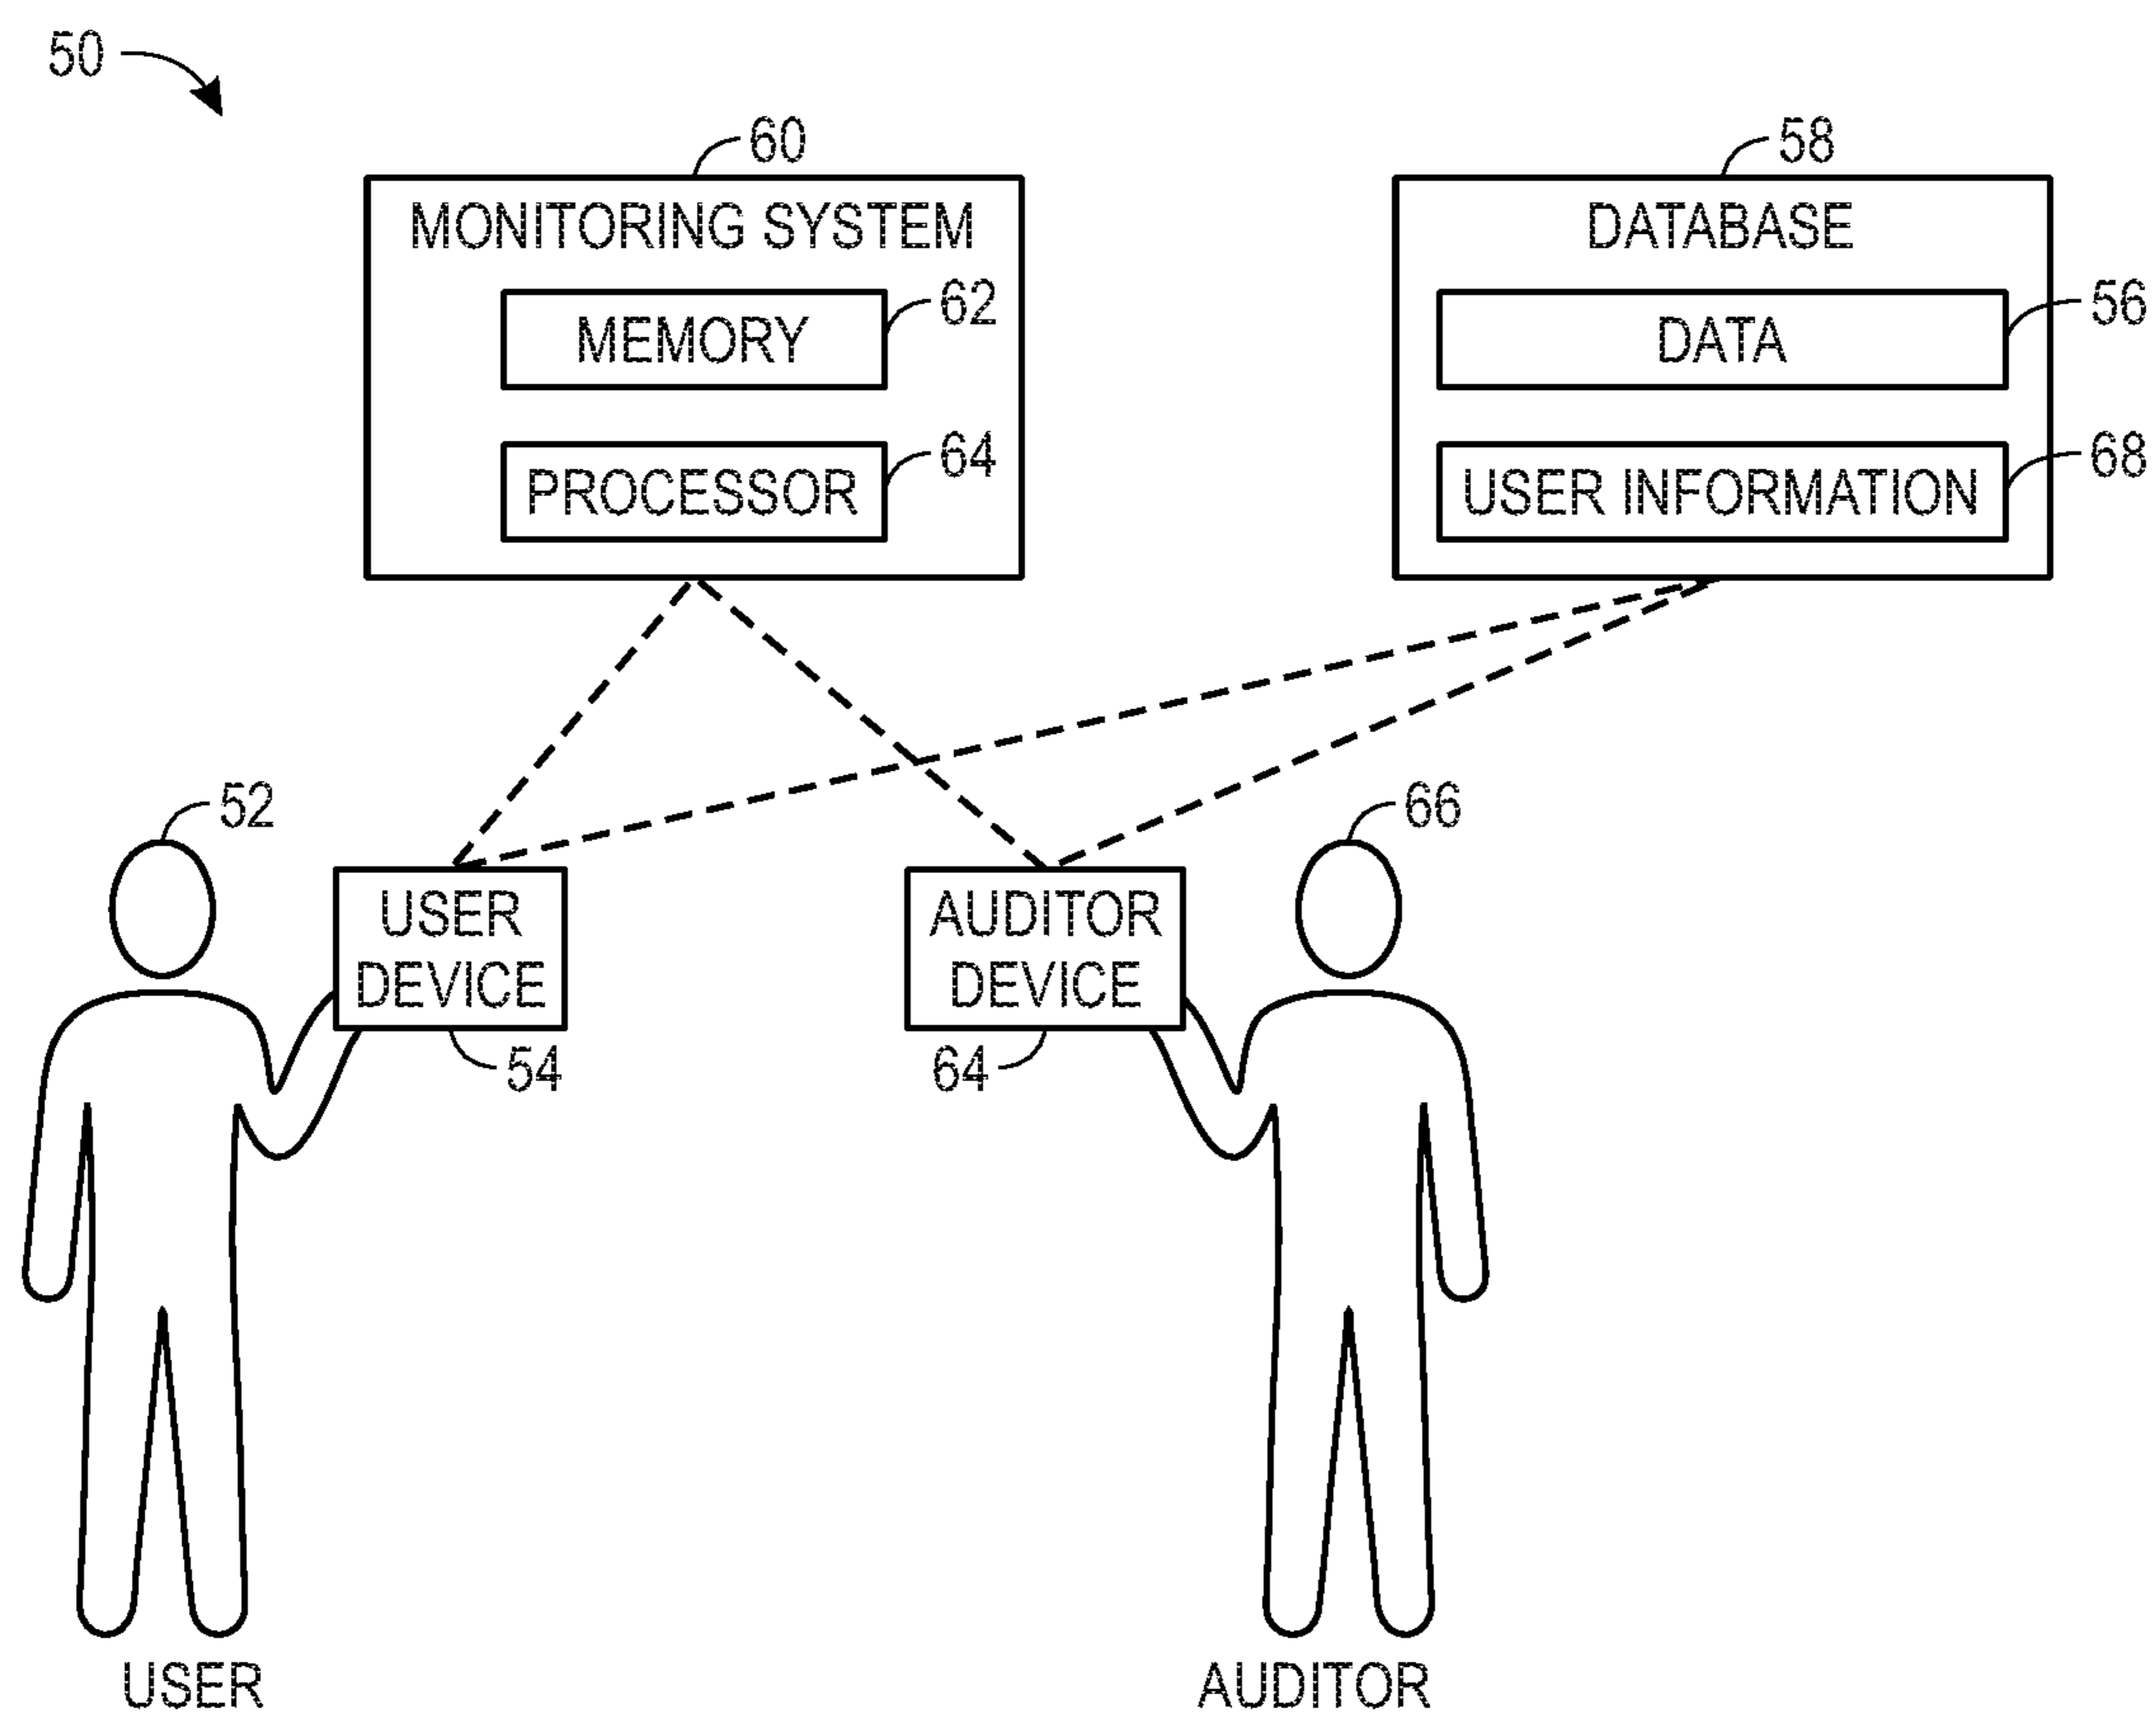 50
60
58
MONITORING SYSTEM
DATABASE
62
56
MEMORY
DATA
64
68
PROCESSOR
USER INFORMATION
52
66
USER
DEVICE
AUDITOR
DEVICE
54
64
USER
AUDITOR